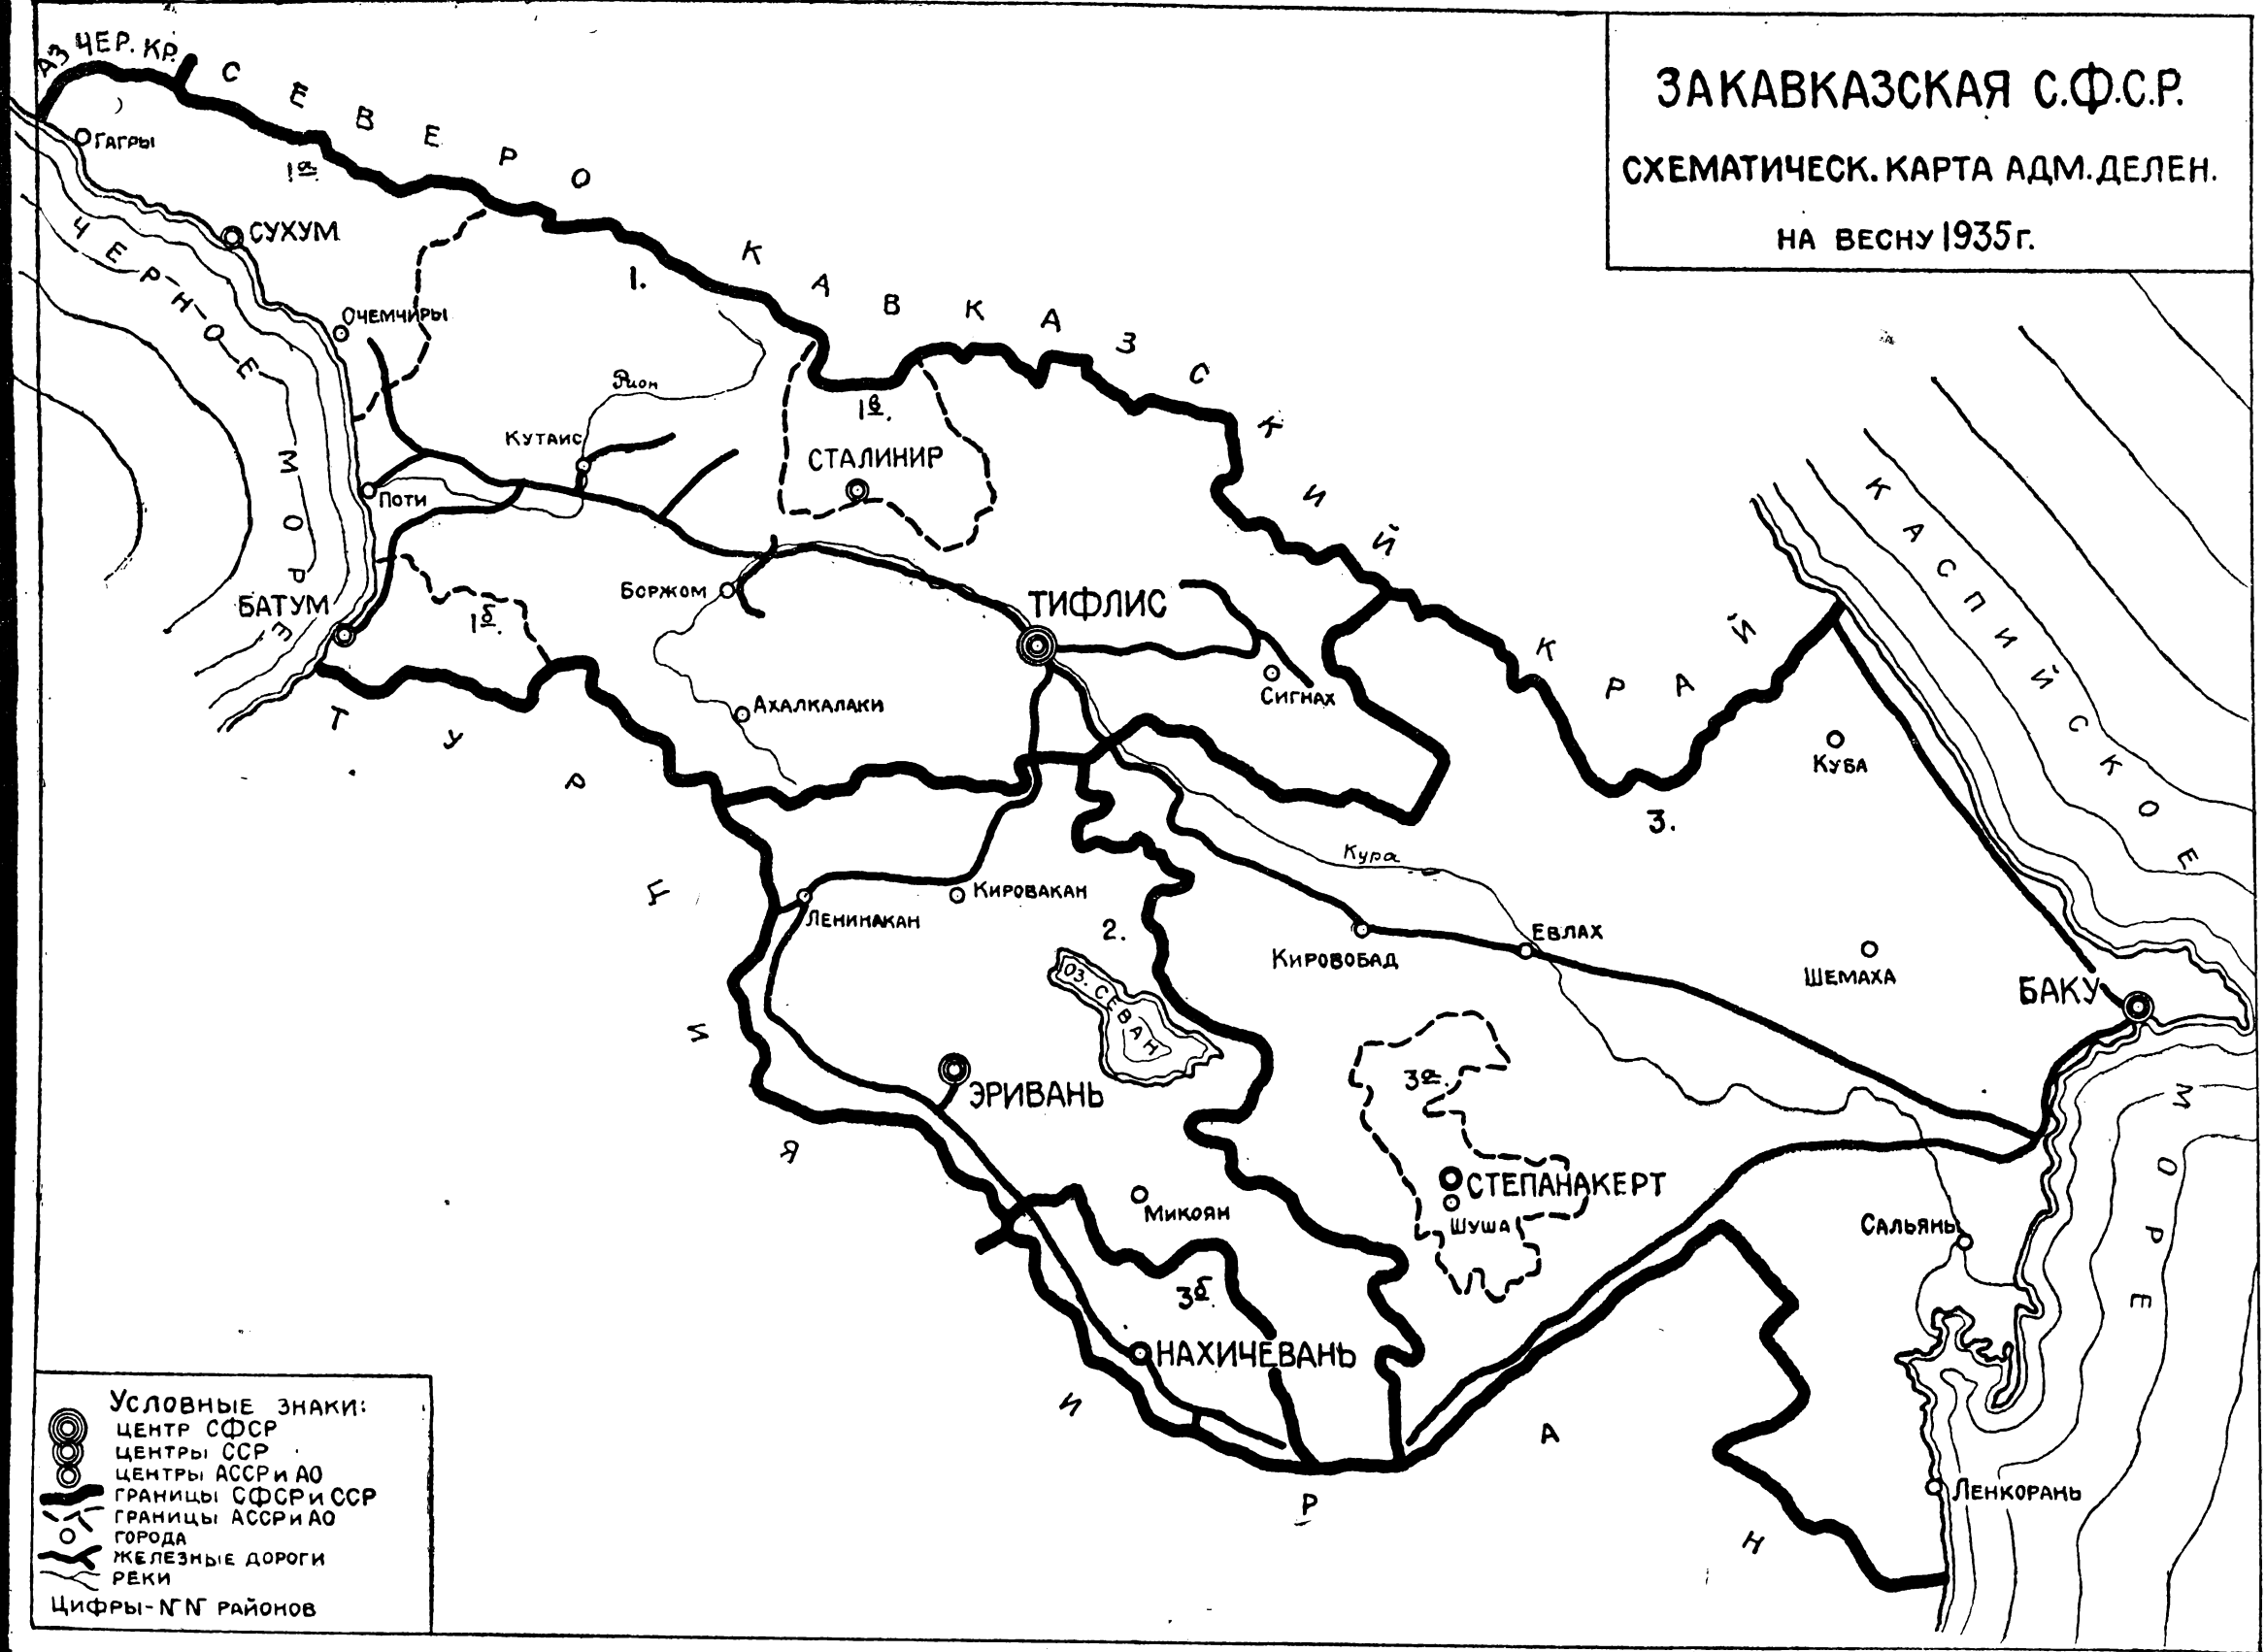 ЗАКАВКАЗСКАЯ С.Ф.С.Р.
СХЕМАТИЧЕСК. КАРТА АДМ. ДЕЛЕН.
НА ВЕСНУ 1935 г.
АЗ ЧЕР. КР.
СЕВЕРО КАВКАЗСКИЙ КРАЙ
ЧЕРНОЕ МОРЕ
КАСПИЙСКОЕ МОРЕ
ТУРЦИЯ
ИРАН
ГАГРЫ
1а.
СУХУМ
1.
ОЧЕМЧИРЫ
Рион
1в.
КУТАИС
СТАЛИНИР
ПОТИ
БОРЖОМ
ТИФЛИС
БАТУМ
1б.
СИГНАХ
АХАЛКАЛАКИ
КУБА
3.
Кура
КИРОВАКАН
ЛЕНИНАКАН
2.
ЕВЛАХ
КИРОВОБАД
ШЕМАХА
БАКУ
ОЗ. СЕВАН
ЭРИВАНЬ
3а.
СТЕПАНАКЕРТ
МИКОЯН
ШУША
САЛЬЯНЫ
3б.
НАХИЧЕВАНЬ
ЛЕНКОРАНЬ
УСЛОВНЫЕ ЗНАКИ:
ЦЕНТР СФСР
ЦЕНТРЫ ССР
ЦЕНТРЫ АССР и АО
ГРАНИЦЫ СФСР и ССР
ГРАНИЦЫ АССР и АО
ГОРОДА
ЖЕЛЕЗНЫЕ ДОРОГИ
РЕКИ
ЦИФРЫ - №№ РАЙОНОВ